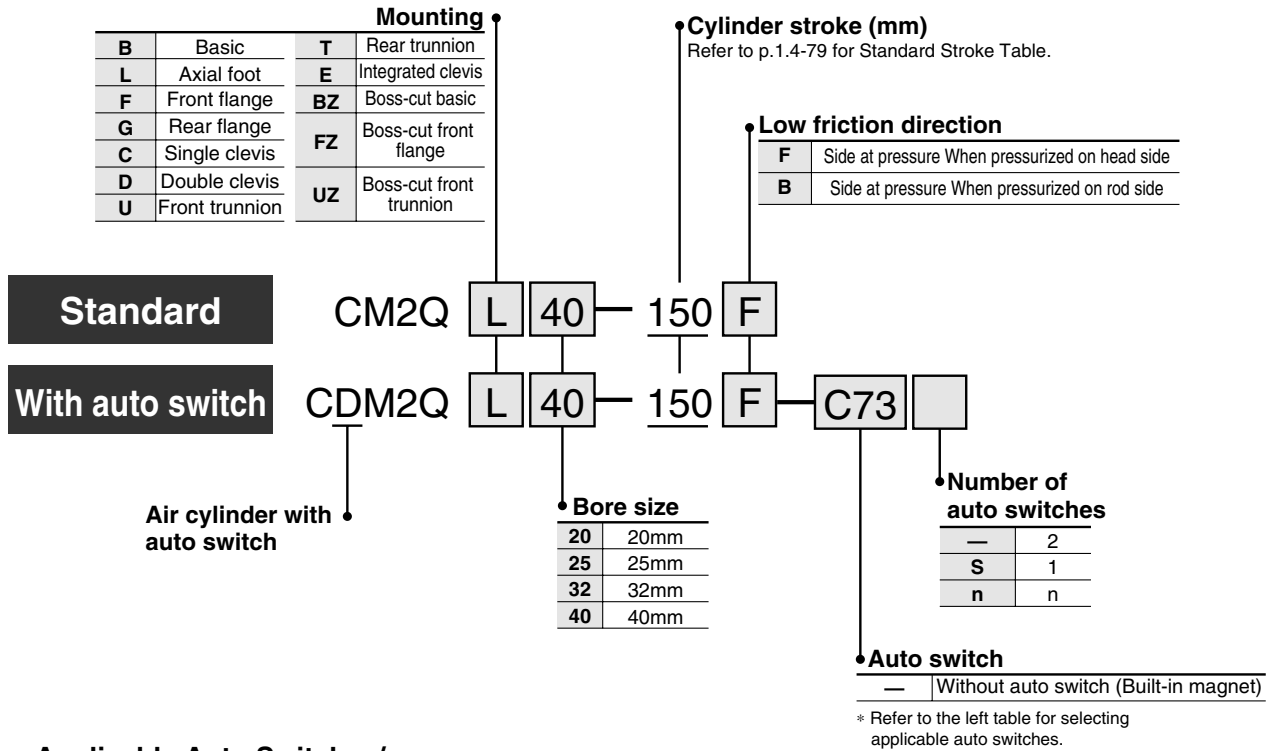 Mounting
B Basic T Rear trunnion
L Axial foot E Integrated clevis
F Front flange BZ Boss-cut basic
G Rear flange FZ Boss-cut front flange
C Single clevis
D Double clevis UZ Boss-cut front trunnion
U Front trunnion
Cylinder stroke (mm)
Refer to p.1.4-79 for Standard Stroke Table.
Low friction direction
F Side at pressure When pressurized on head side
B Side at pressure When pressurized on rod side
Standard CM2Q L 40 — 150 F
With auto switch CDM2Q L 40 — 150 F — C73
Air cylinder with
auto switch
Bore size
20 20mm
25 25mm
32 32mm
40 40mm
Number of
auto switches
— 2
S 1
n n
Auto switch
— Without auto switch (Built-in magnet)
* Refer to the left table for selecting
applicable auto switches.